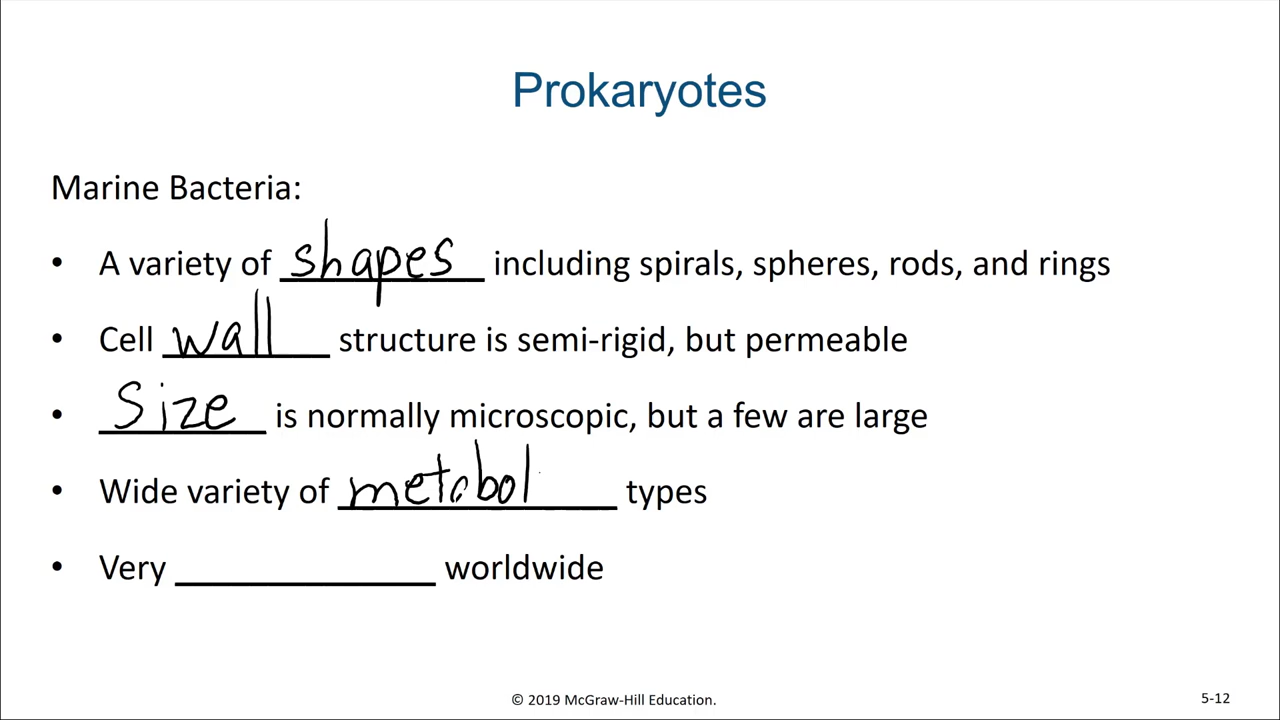 Prokaryotes
Marine Bacteria:
• A variety of shapes including spirals, spheres, rods, and rings
• Cell wall structure is semi-rigid, but permeable
• Size is normally microscopic, but a few are large
• Wide variety of metabol types
• Very ____________ worldwide
© 2019 McGraw-Hill Education.
5-12